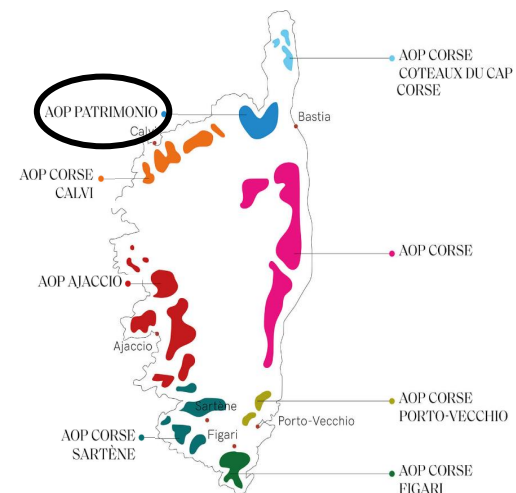 AOP CORSE
COTEAUX DU CAP
CORSE
AOP PATRIMONIO
Bastia
Calvi
AOP CORSE
CALVI
AOP CORSE
AOP AJACCIO
Ajaccio
AOP CORSE
PORTO-VECCHIO
Sartène
Porto-Vecchio
AOP CORSE
SARTÈNE
Figari
AOP CORSE
FIGARI